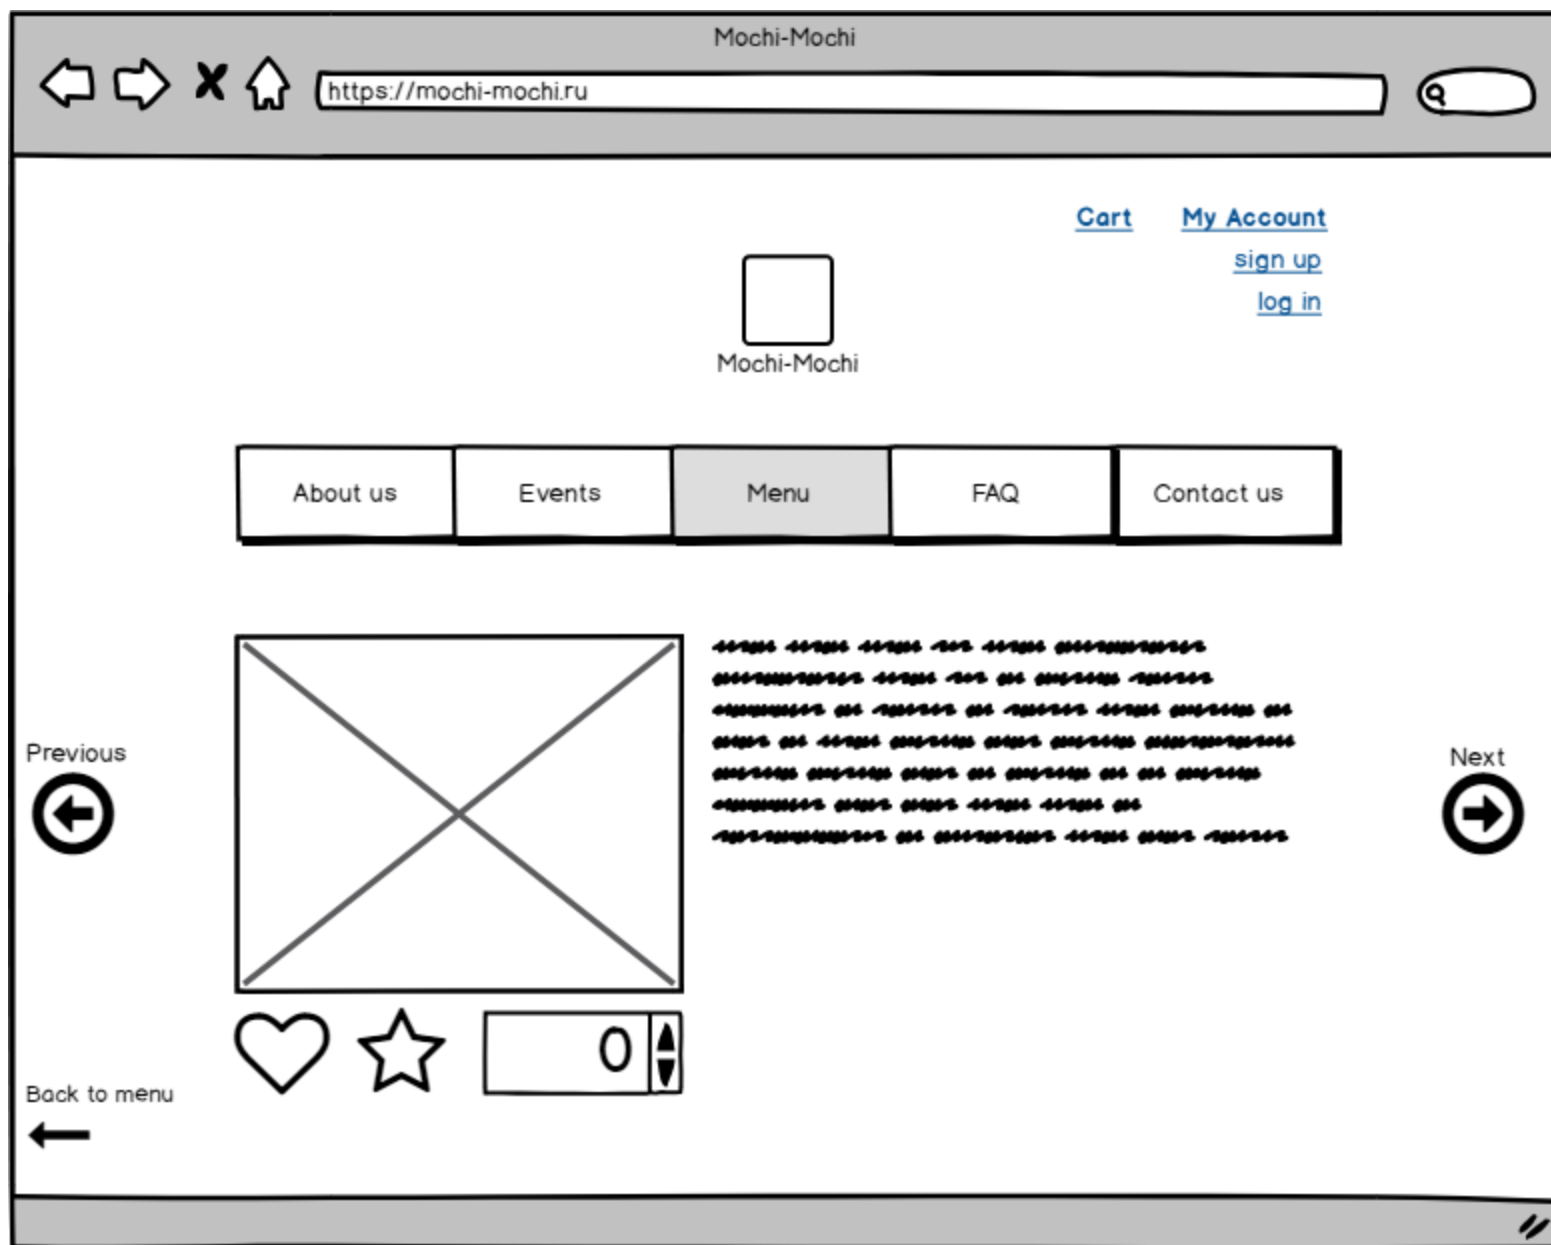 Mochi-Mochi
https://mochi-mochi.ru
Cart My Account
sign up
log in
Mochi-Mochi
About us Events Menu FAQ Contact us
Previous
Next
0
Back to menu